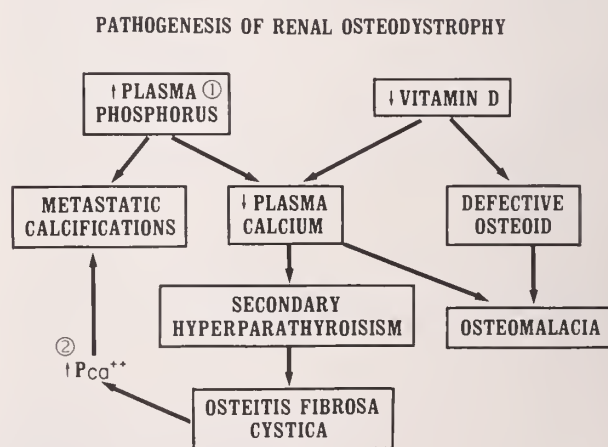 PATHOGENESIS OF RENAL OSTEODYSTROPHY
↑PLASMA ①
PHOSPHORUS
↓VITAMIN D
METASTATIC
CALCIFICATIONS
↓PLASMA
CALCIUM
DEFECTIVE
OSTEOID
SECONDARY
HYPERPARATHYROISISM
OSTEOMALACIA
②
↑Pca⁺⁺
OSTEITIS FIBROSA
CYSTICA